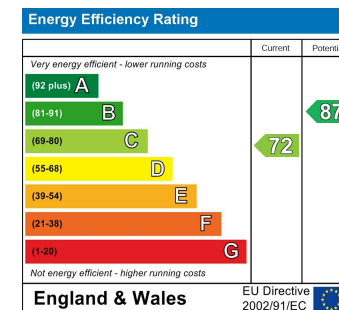 Energy Efficiency Rating
Current Potenti
Very energy efficient - lower running costs
(92 plus) A
(81-91) B 87
(69-80) C 72
(55-68) D
(39-54) E
(21-38) F
(1-20) G
Not energy efficient - higher running costs
England & Wales
EU Directive
2002/91/EC